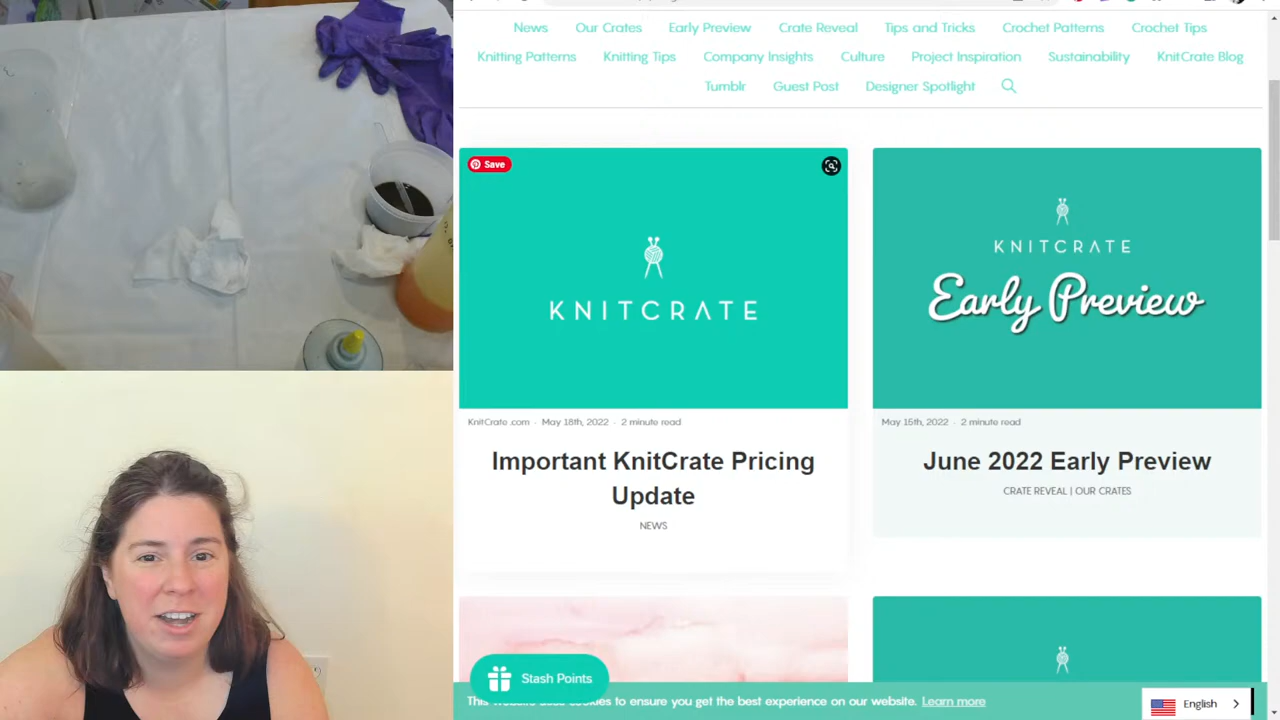 News Our Crates Early Preview Crate Reveal Tips and Tricks Crochet Patterns Crochet Tips
Knitting Patterns Knitting Tips Company Insights Culture Project Inspiration Sustainability KnitCrate Blog
Tumblr Guest Post Designer Spotlight
Save
KNITCRATE
KnitCrate .com · May 18th, 2022 · 2 minute read
Important KnitCrate Pricing
Update
NEWS
KNITCRATE
Early Preview
May 15th, 2022 · 2 minute read
June 2022 Early Preview
CRATE REVEAL | OUR CRATES
Stash Points
This website uses cookies to ensure you get the best experience on our website. Learn more
English